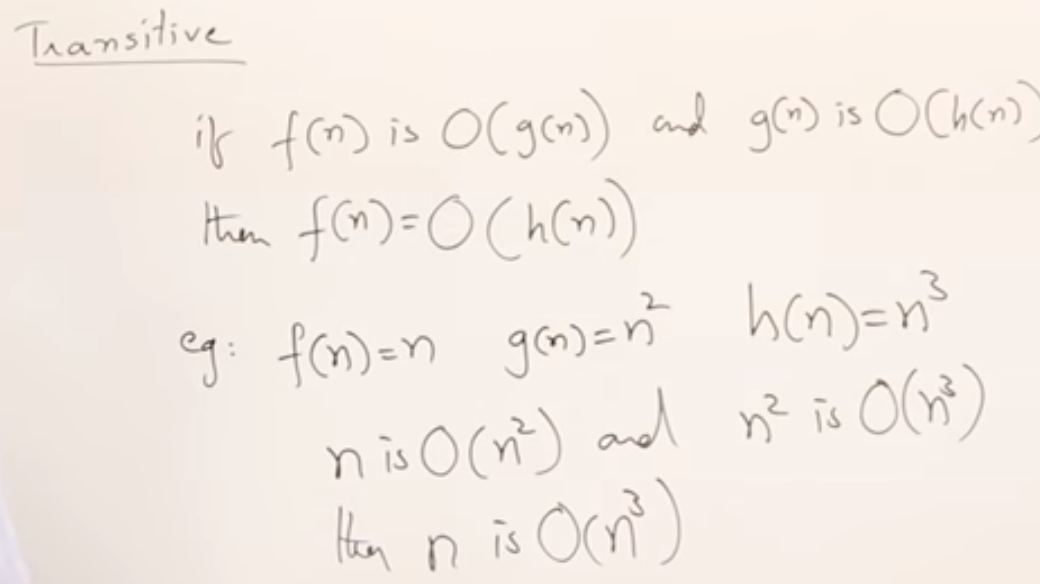 Transitive
if f(n) is O(g(n)) and g(n) is O(h(n))
then f(n)=O(h(n))
eg: f(n)=n g(n)=n² h(n)=n³
n is O(n²) and n² is O(n³)
then n is O(n³)